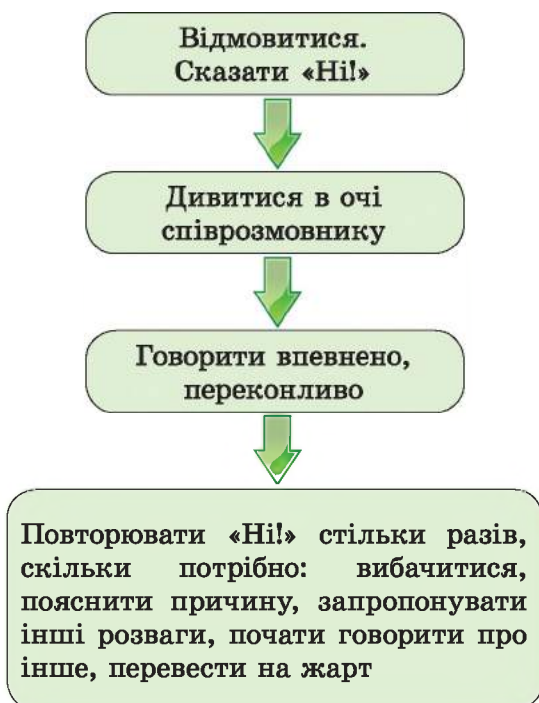 Відмовитися.
Сказати «Ні!»
Дивитися в очі
співрозмовнику
Говорити впевнено,
переконливо
Повторювати «Ні!» стільки разів,
скільки потрібно: вибачитися,
пояснити причину, запропонувати
інші розваги, почати говорити про
інше, перевести на жарт